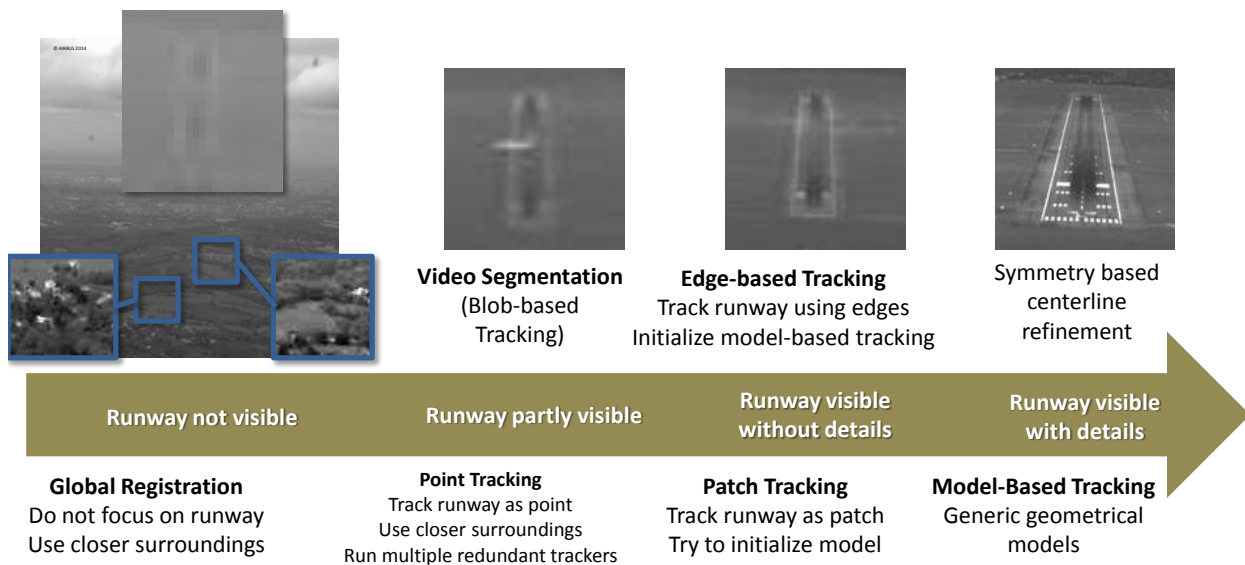 © AIRBUS 2014
Video Segmentation
(Blob-based
Tracking)
Edge-based Tracking
Track runway using edges
Initialize model-based tracking
Symmetry based
centerline
refinement
Runway not visible
Runway partly visible
Runway visible
without details
Runway visible
with details
Global Registration
Do not focus on runway
Use closer surroundings
Point Tracking
Track runway as point
Use closer surroundings
Run multiple redundant trackers
Patch Tracking
Track runway as patch
Try to initialize model
Model-Based Tracking
Generic geometrical
models